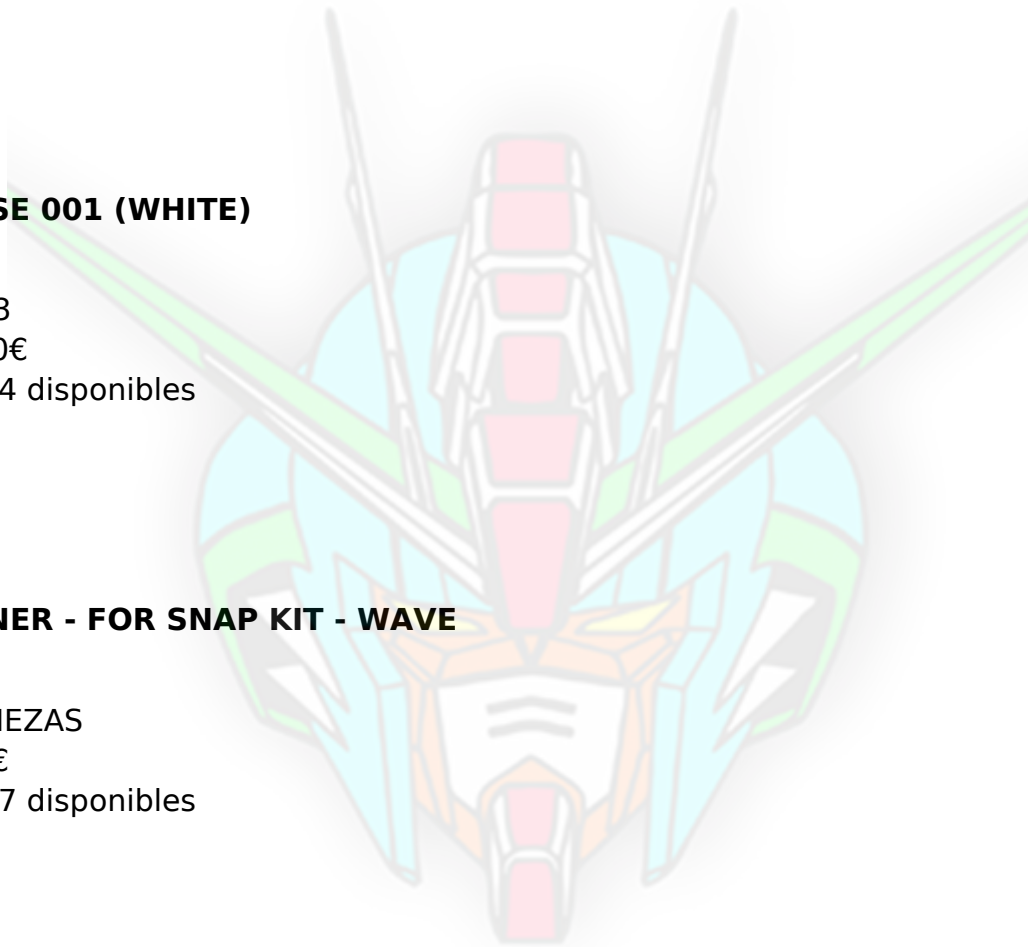 SE 001 (WHITE)
3
0€
4 disponibles
NER - FOR SNAP KIT - WAVE
IEZAS
€
7 disponibles